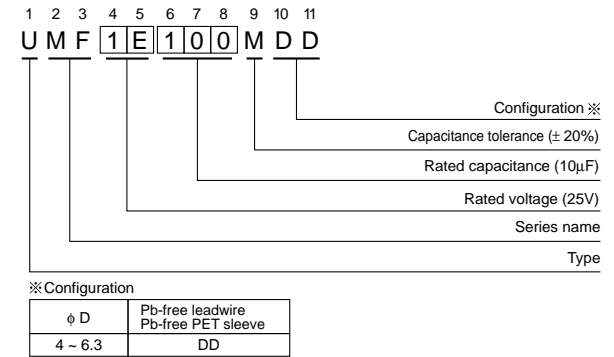 1 2 3 4 5 6 7 8 9 10 11
U M F 1 E 1 0 0 M D D
Configuration ※
Capacitance tolerance (± 20%)
Rated capacitance (10μF)
Rated voltage (25V)
Series name
Type
※Configuration
ϕ D
Pb-free leadwire
Pb-free PET sleeve
4 ~ 6.3
DD